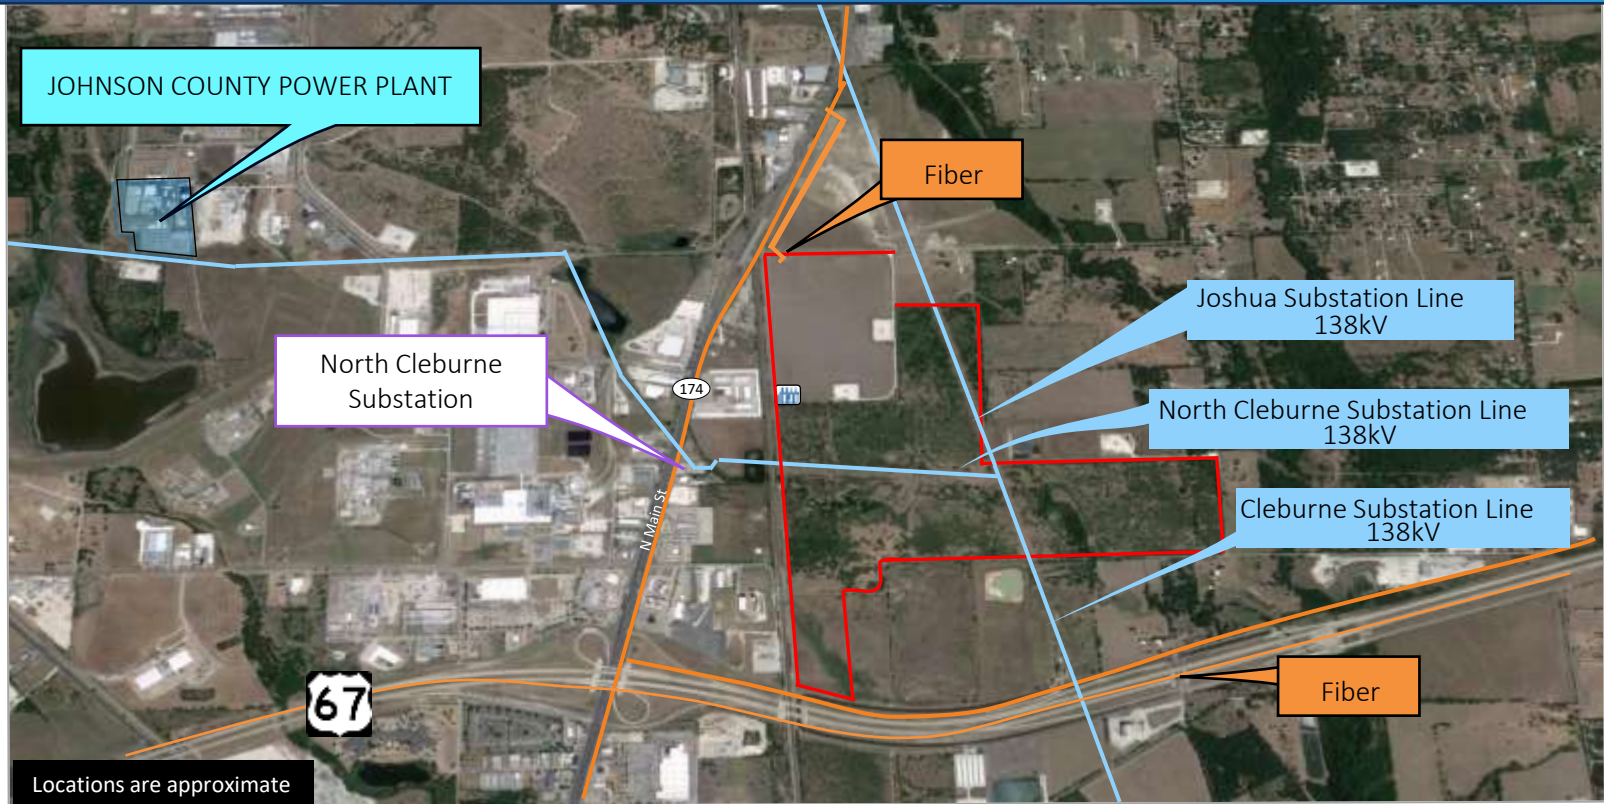 JOHNSON COUNTY POWER PLANT
Fiber
Joshua Substation Line
138kV
North Cleburne
Substation
174
North Cleburne Substation Line
138kV
Cleburne Substation Line
138kV
N Main St
67
Fiber
Locations are approximate